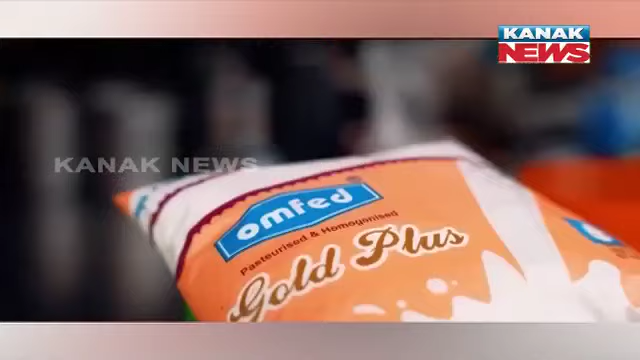 KANAK
NEWS
KANAK NEWS
omfed
Pasteurised & Homogenised
Gold Plus